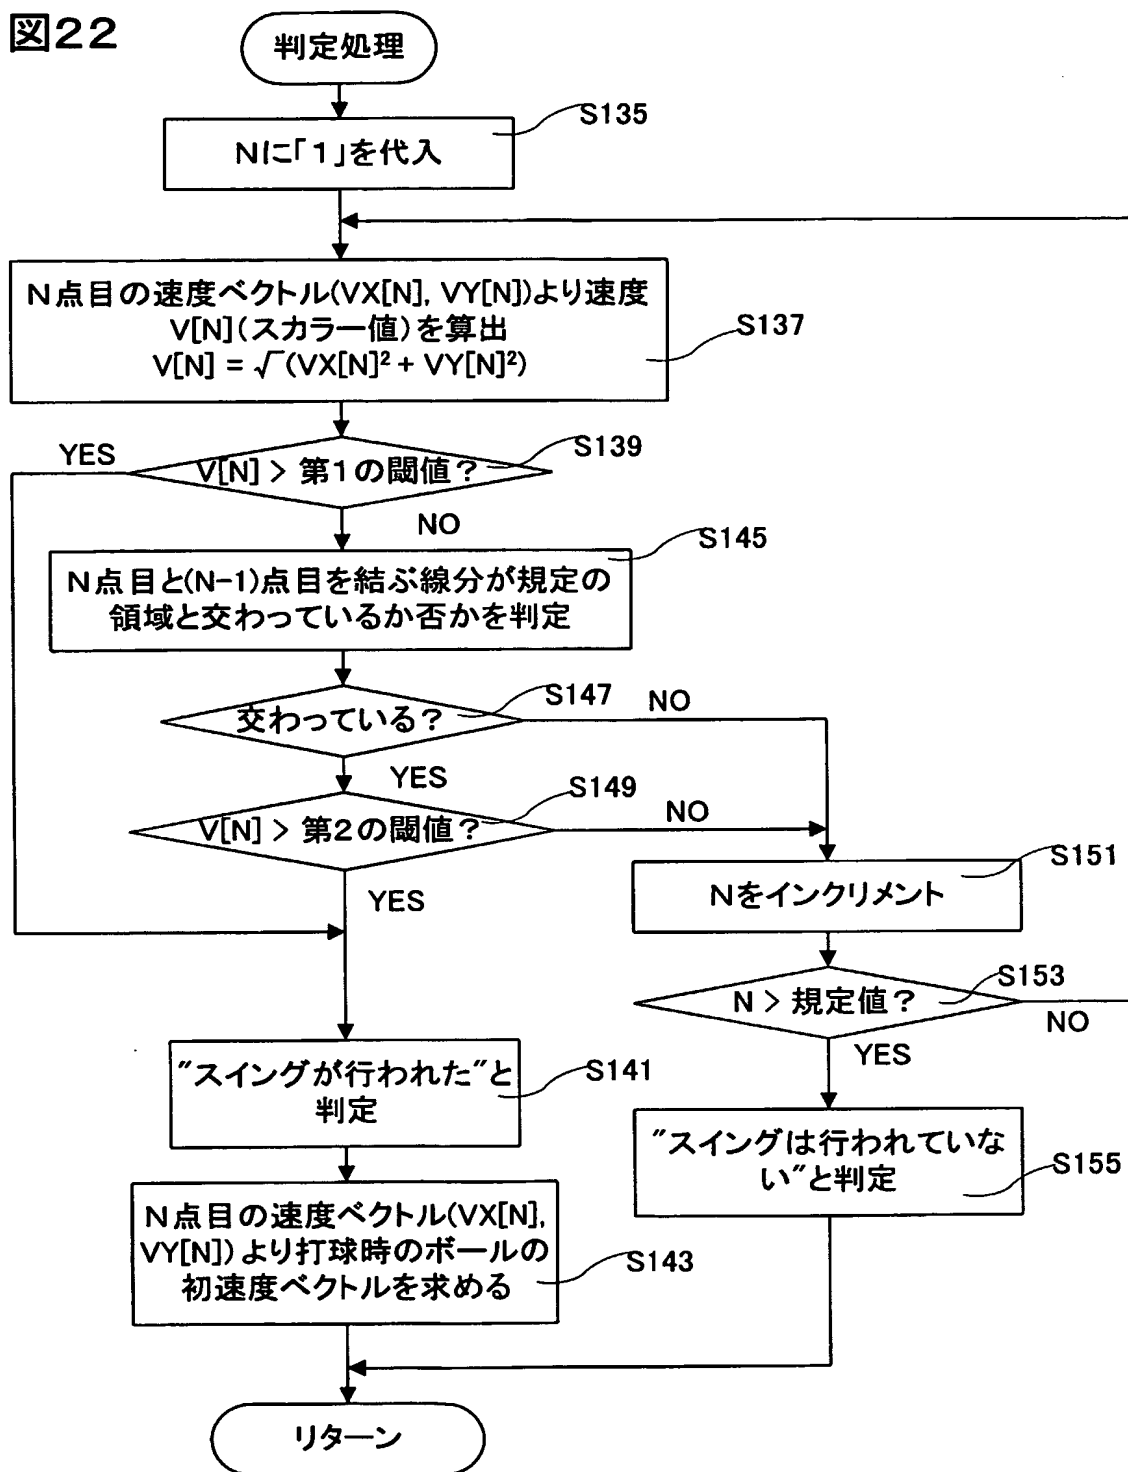 図22
判定処理
S135
Nに「1」を代入
N点目の速度ベクトル(VX[N], VY[N])より速度
V[N](スカラー値)を算出
V[N] = √(VX[N]² + VY[N]²)
S137
YES
V[N] > 第1の閾値?
S139
NO
S145
N点目と(N-1)点目を結ぶ線分が規定の
領域と交わっているか否かを判定
交わっている?
S147
NO
YES
V[N] > 第2の閾値?
S149
NO
YES
S151
Nをインクリメント
N > 規定値?
S153
NO
YES
"スイングが行われた"と
判定
S141
"スイングは行われていな
い"と判定
S155
N点目の速度ベクトル(VX[N],
VY[N])より打球時のボールの
初速度ベクトルを求める
S143
リターン